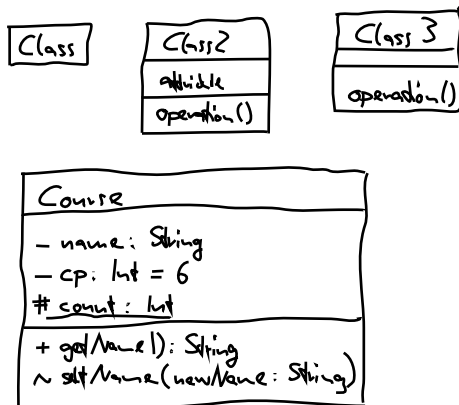 Class
Class2
attribute
operation()
Class 3
operation()
Course
- name: String
- cp: Int = 6
# count: Int
+ getName(): String
~ setName(newName: String)